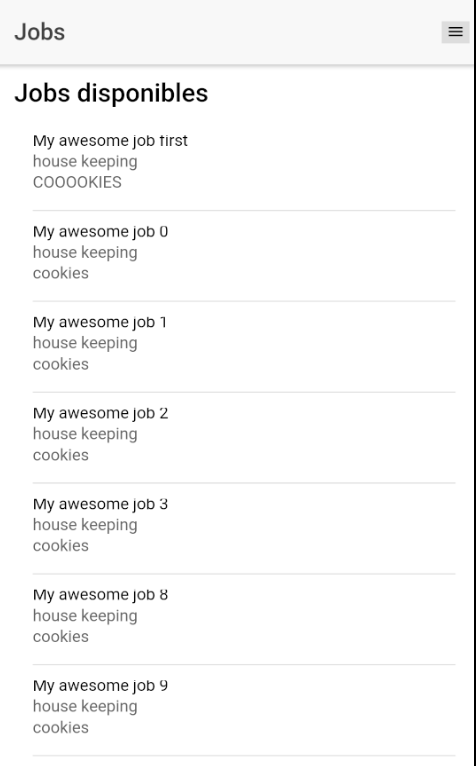 Jobs
Jobs disponibles
My awesome job first
house keeping
COOOOKIES
My awesome job 0
house keeping
cookies
My awesome job 1
house keeping
cookies
My awesome job 2
house keeping
cookies
My awesome job 3
house keeping
cookies
My awesome job 8
house keeping
cookies
My awesome job 9
house keeping
cookies